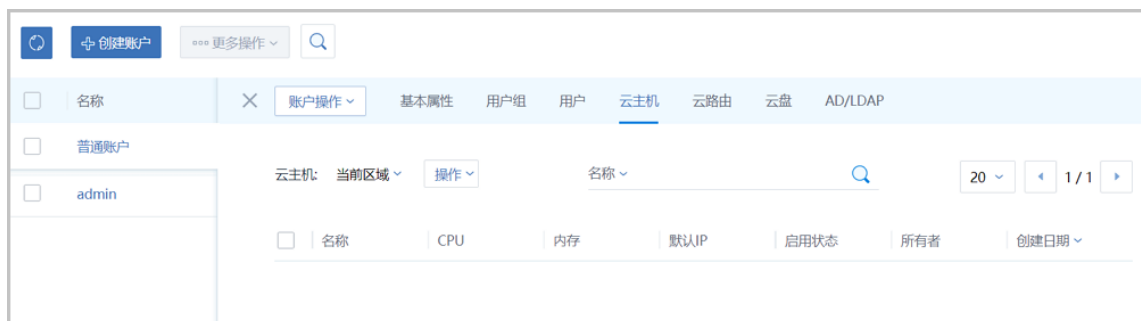 创建账户 更多操作
名称 账户操作 基本属性 用户组 用户 云主机 云路由 云盘 AD/LDAP
普通账户
云主机: 当前区域 操作 名称 20 1 / 1
admin
名称 CPU 内存 默认IP 启用状态 所有者 创建日期